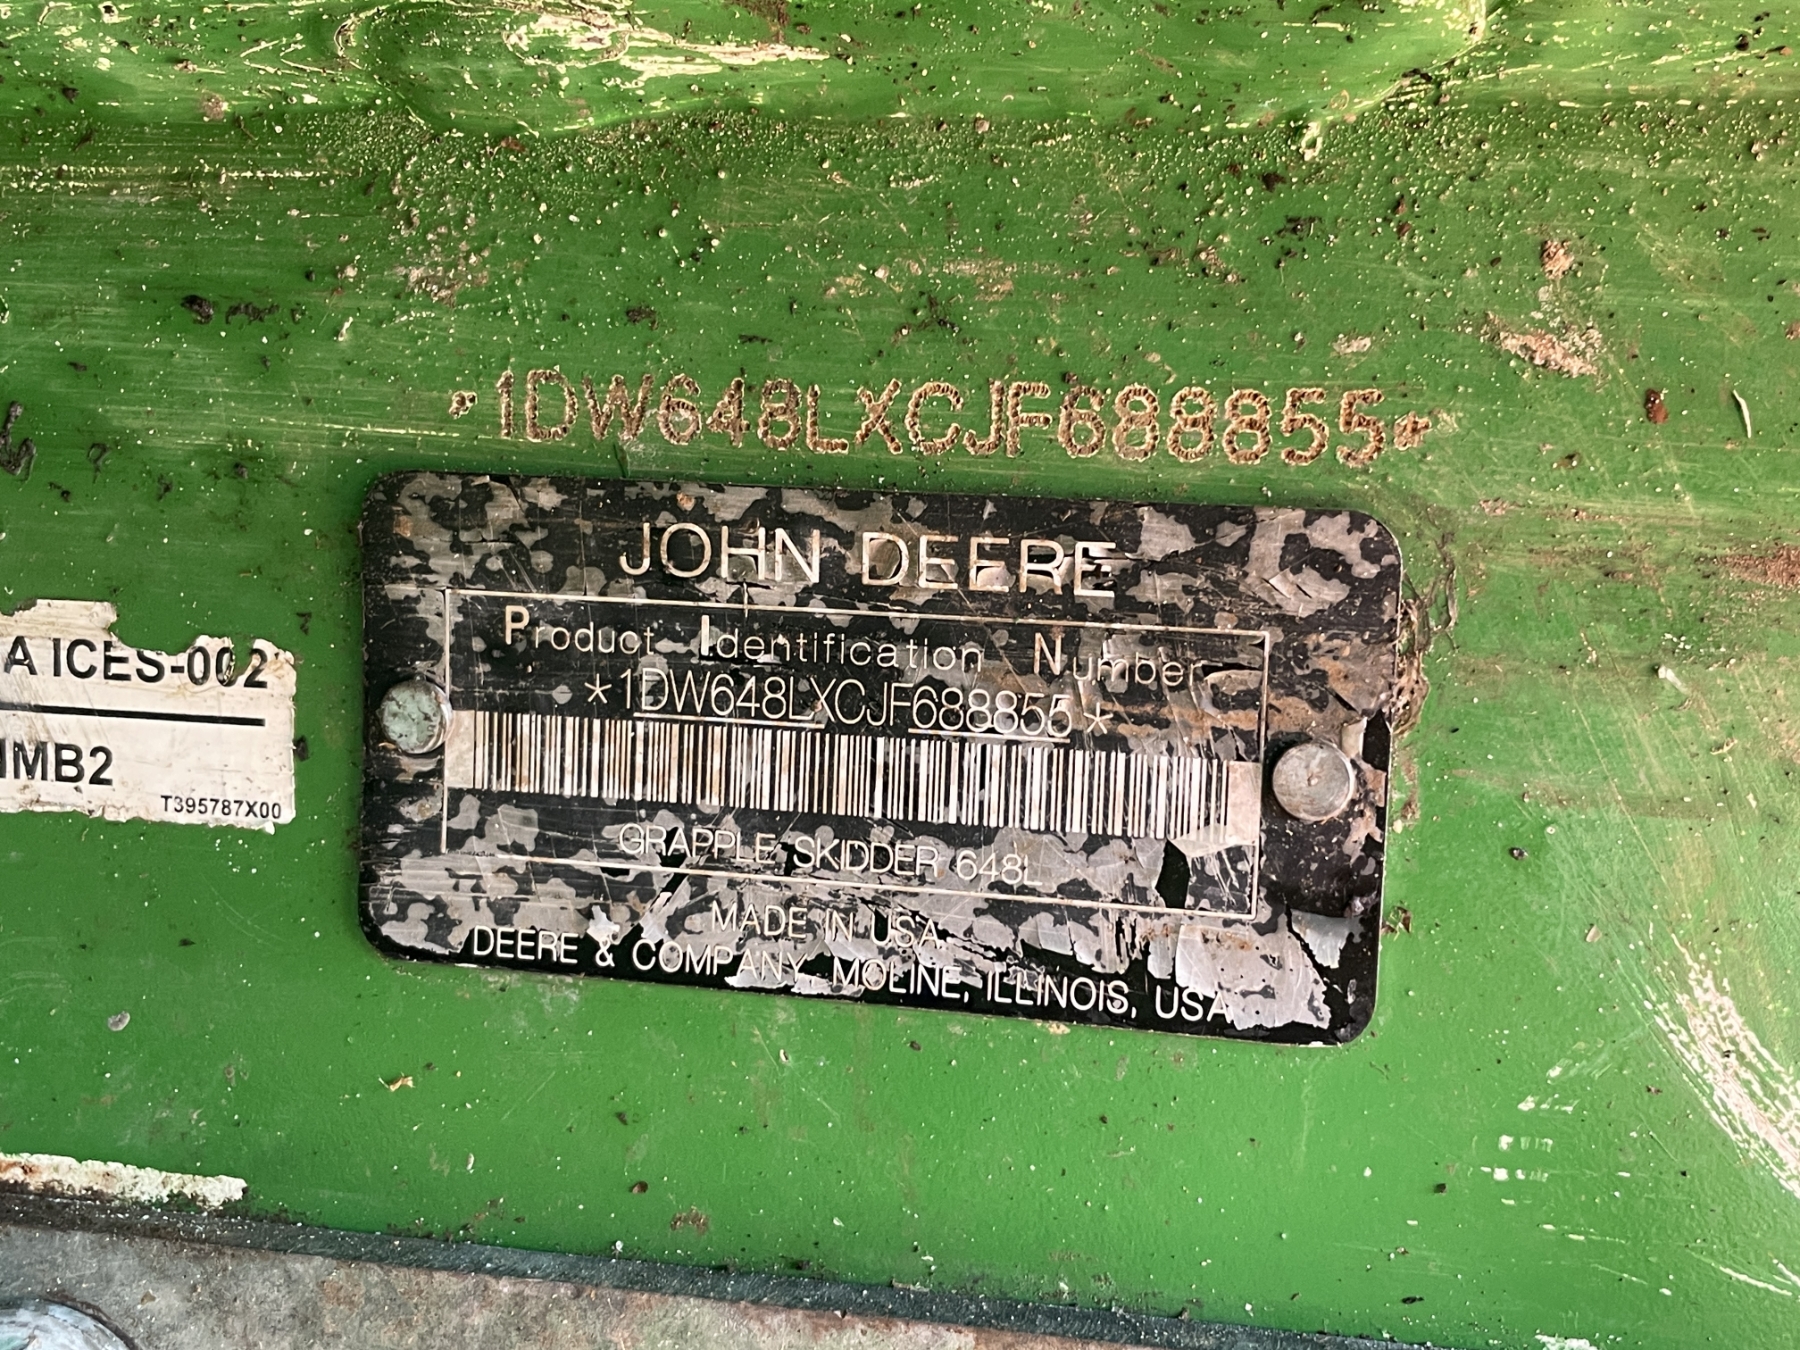 *1DW648LXCJF688855*
JOHN DEERE
Product Identification Number
*1DW648LXCJF688855*
GRAPPLE SKIDDER 648L
MADE IN USA
DEERE & COMPANY, MOLINE, ILLINOIS, USA
A ICES-002
MB2
T395787X00